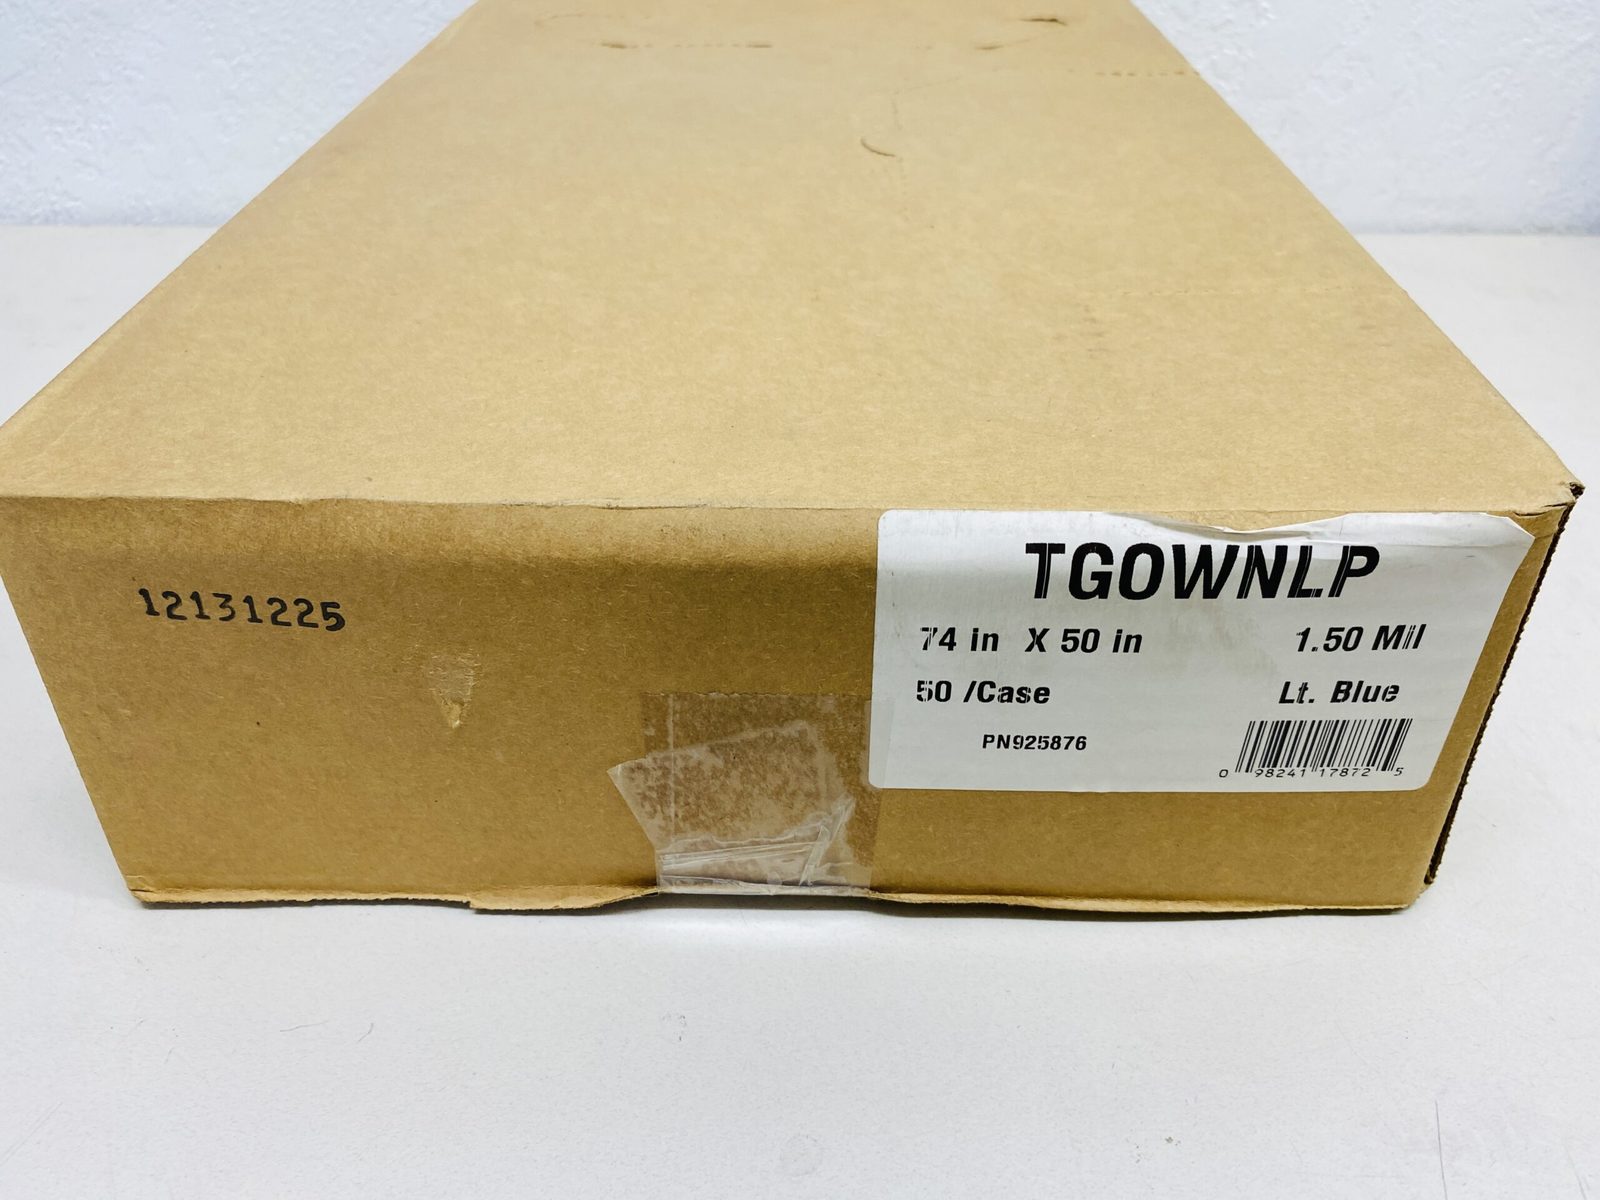 12131225
TGOWNLP
74 in X 50 in 1.50 Mil
50 /Case Lt. Blue
PN925876
0 98241 17872 5